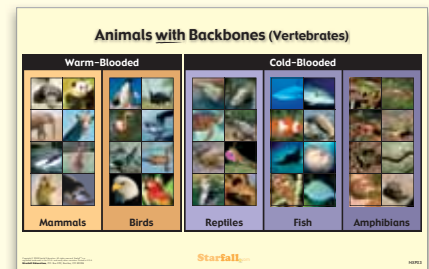 Animals with Backbones (Vertebrates)
Warm-Blooded
Cold-Blooded
Mammals
Birds
Reptiles
Fish
Amphibians
Starfall